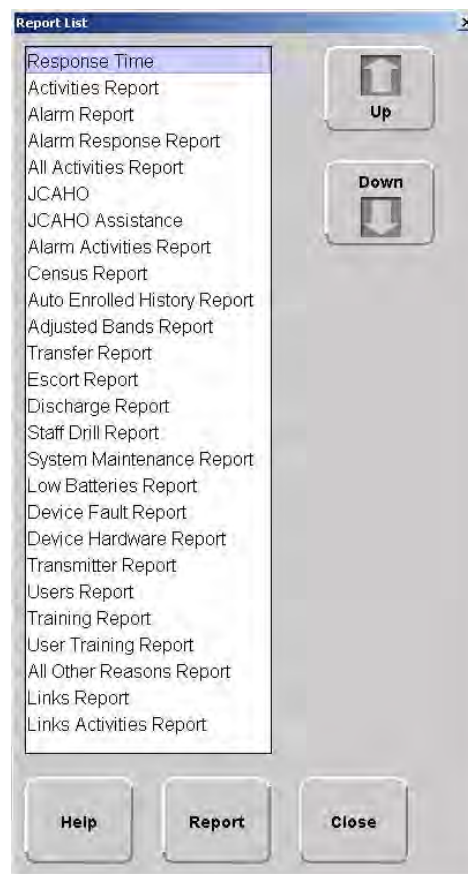 Report List
Response Time
Activities Report
Alarm Report
Alarm Response Report
All Activities Report
JCAHO
JCAHO Assistance
Alarm Activities Report
Census Report
Auto Enrolled History Report
Adjusted Bands Report
Transfer Report
Escort Report
Discharge Report
Staff Drill Report
System Maintenance Report
Low Batteries Report
Device Fault Report
Device Hardware Report
Transmitter Report
Users Report
Training Report
User Training Report
All Other Reasons Report
Links Report
Links Activities Report
Up
Down
Help
Report
Close